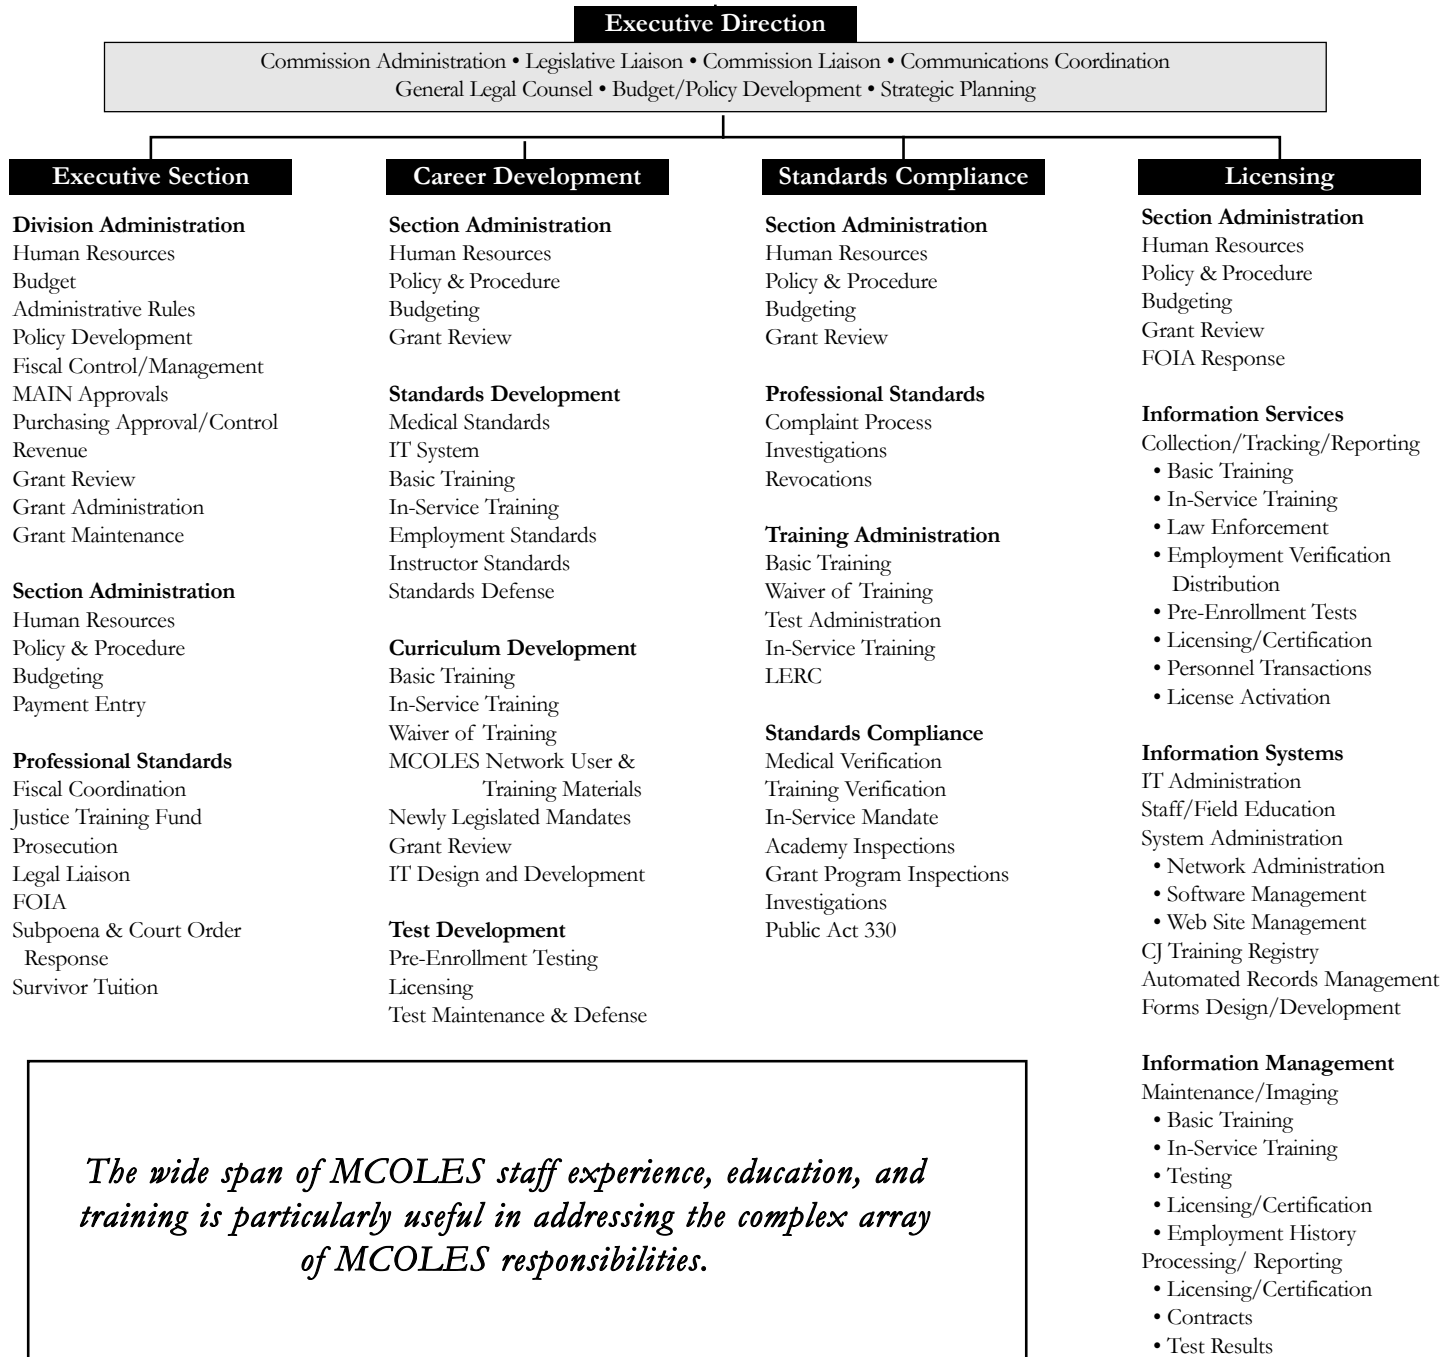 Executive Direction
Commission Administration • Legislative Liaison • Commission Liaison • Communications Coordination
General Legal Counsel • Budget/Policy Development • Strategic Planning
Executive Section
Division Administration
Human Resources
Budget
Administrative Rules
Policy Development
Fiscal Control/Management
MAIN Approvals
Purchasing Approval/Control
Revenue
Grant Review
Grant Administration
Grant Maintenance
Section Administration
Human Resources
Policy & Procedure
Budgeting
Payment Entry
Professional Standards
Fiscal Coordination
Justice Training Fund
Prosecution
Legal Liaison
FOIA
Subpoena & Court Order
Response
Survivor Tuition
Career Development
Section Administration
Human Resources
Policy & Procedure
Budgeting
Grant Review
Standards Development
Medical Standards
IT System
Basic Training
In-Service Training
Employment Standards
Instructor Standards
Standards Defense
Curriculum Development
Basic Training
In-Service Training
Waiver of Training
MCOLES Network User &
Training Materials
Newly Legislated Mandates
Grant Review
IT Design and Development
Test Development
Pre-Enrollment Testing
Licensing
Test Maintenance & Defense
Standards Compliance
Section Administration
Human Resources
Policy & Procedure
Budgeting
Grant Review
Professional Standards
Complaint Process
Investigations
Revocations
Training Administration
Basic Training
Waiver of Training
Test Administration
In-Service Training
LERC
Standards Compliance
Medical Verification
Training Verification
In-Service Mandate
Academy Inspections
Grant Program Inspections
Investigations
Public Act 330
Licensing
Section Administration
Human Resources
Policy & Procedure
Budgeting
Grant Review
FOIA Response
Information Services
Collection/Tracking/Reporting
• Basic Training
• In-Service Training
• Law Enforcement
• Employment Verification
Distribution
• Pre-Enrollment Tests
• Licensing/Certification
• Personnel Transactions
• License Activation
Information Systems
IT Administration
Staff/Field Education
System Administration
• Network Administration
• Software Management
• Web Site Management
CJ Training Registry
Automated Records Management
Forms Design/Development
Information Management
Maintenance/Imaging
• Basic Training
• In-Service Training
• Testing
• Licensing/Certification
• Employment History
Processing/ Reporting
• Licensing/Certification
• Contracts
• Test Results
The wide span of MCOLES staff experience, education, and
training is particularly useful in addressing the complex array
of MCOLES responsibilities.